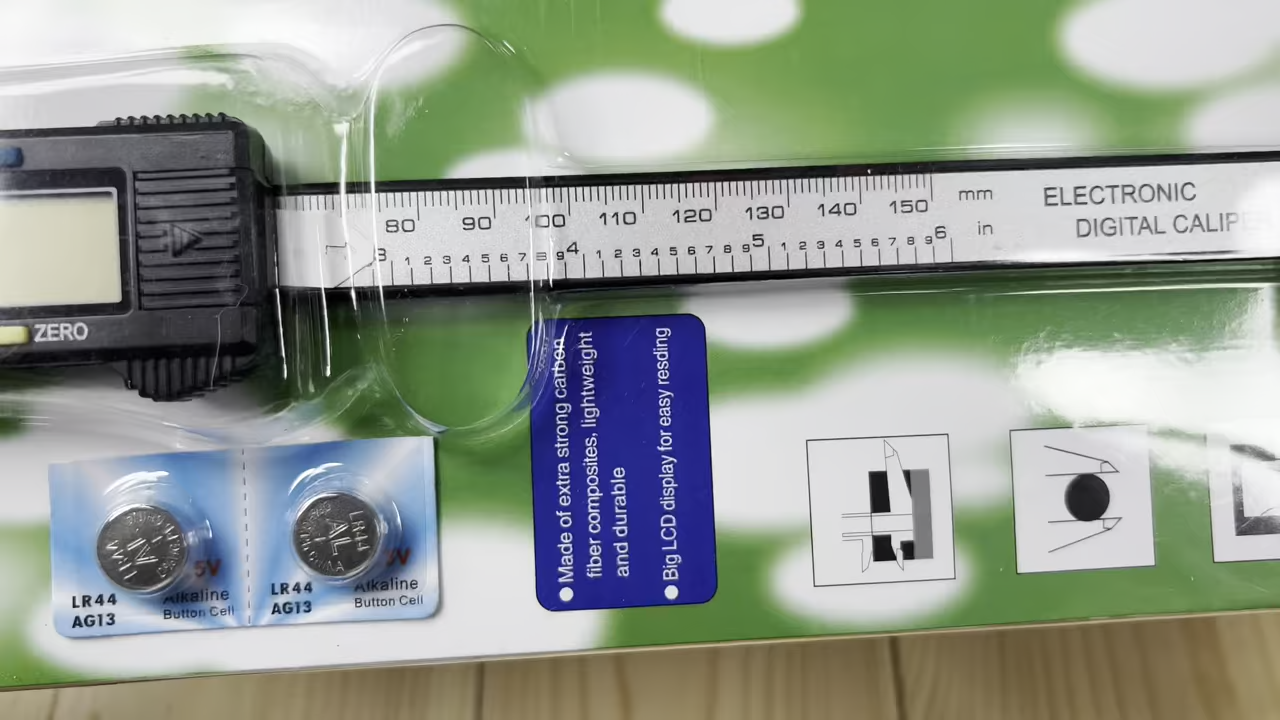 80 90 100 110 120 130 140 150 mm
3 1 2 3 4 5 6 7 8 9 4 1 2 3 4 5 6 7 8 9 5 1 2 3 4 5 6 7 8 9 6 in
ELECTRONIC
DIGITAL CALIPE
ZERO
Made of extra strong carbon
fiber composites, lightweight
and durable
Big LCD display for easy resding
LR44
AG13
5V
Alkaline
Button Cell
LR44
AL
LR44
AG13
V
Alkaline
Button Cell